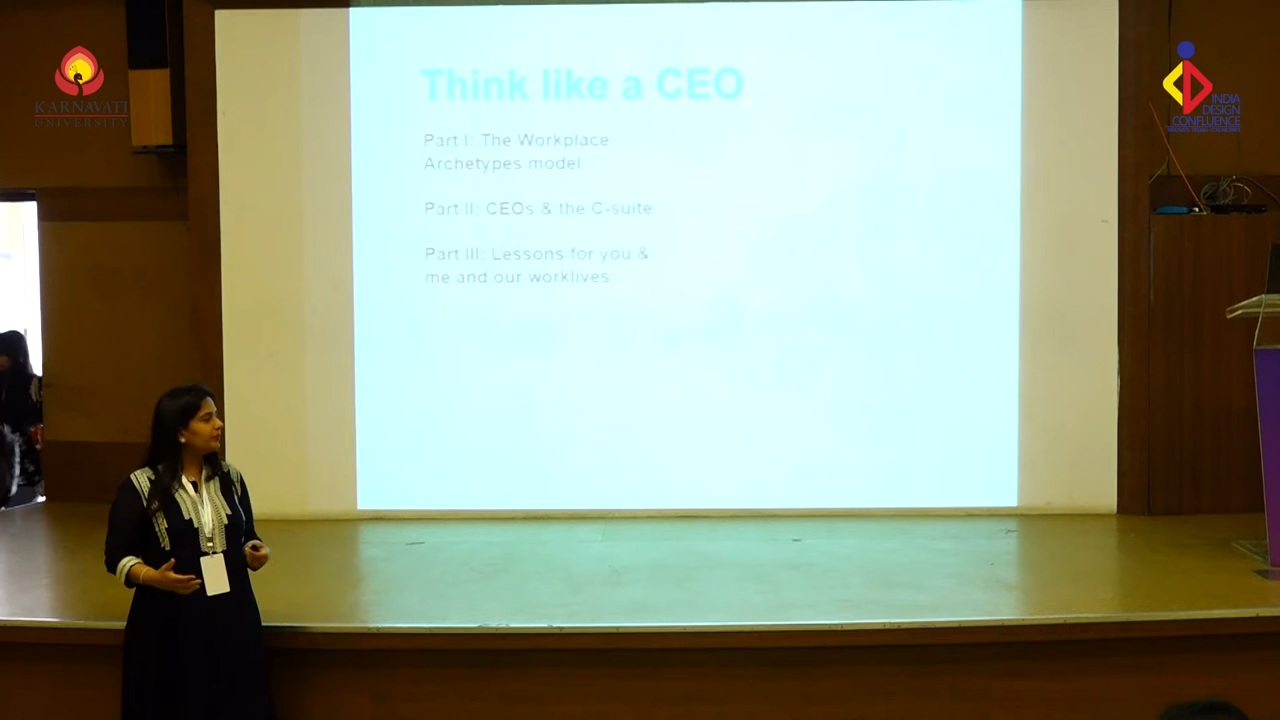 KARNAVATI
UNIVERSITY
INDIA
DESIGN
CONFLUENCE
Think like a CEO
Part I: The Workplace
Archetypes model
Part II: CEOs & the C-suite
Part III: Lessons for you &
me and our worklives